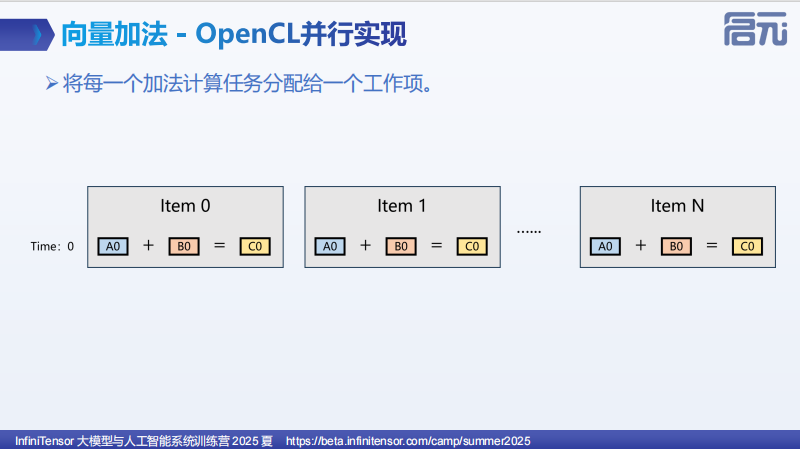 向量加法 - OpenCL并行实现
启元
将每一个加法计算任务分配给一个工作项。
Item 0 Item 1 Item N
......
Time：0 A0 + B0 = C0 A0 + B0 = C0 A0 + B0 = C0
InfiniTensor 大模型与人工智能系统训练营 2025 夏 https://beta.infinitensor.com/camp/summer2025